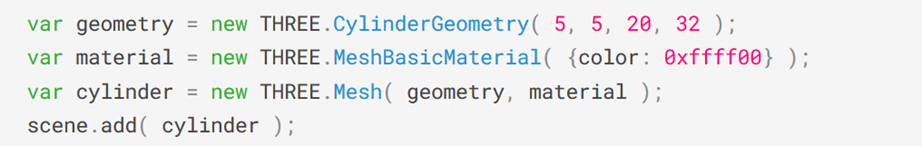 var geometry = new THREE.CylinderGeometry( 5, 5, 20, 32 );
var material = new THREE.MeshBasicMaterial( {color: 0xffff00} );
var cylinder = new THREE.Mesh( geometry, material );
scene.add( cylinder );